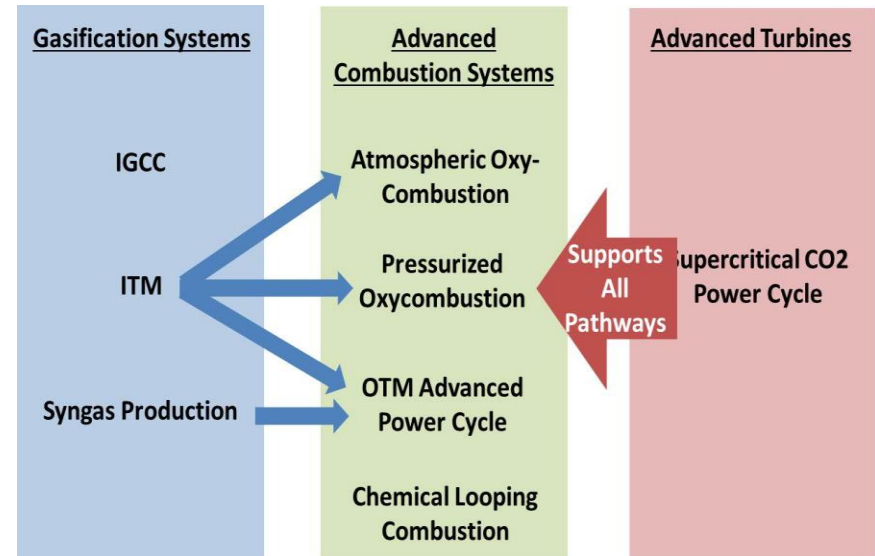 Gasification Systems
IGCC
ITM
Syngas Production
Advanced
Combustion Systems
Atmospheric Oxy-
Combustion
Pressurized
Oxycombustion
OTM Advanced
Power Cycle
Chemical Looping
Combustion
Supports
All
Pathways
Advanced Turbines
Supercritical CO2
Power Cycle